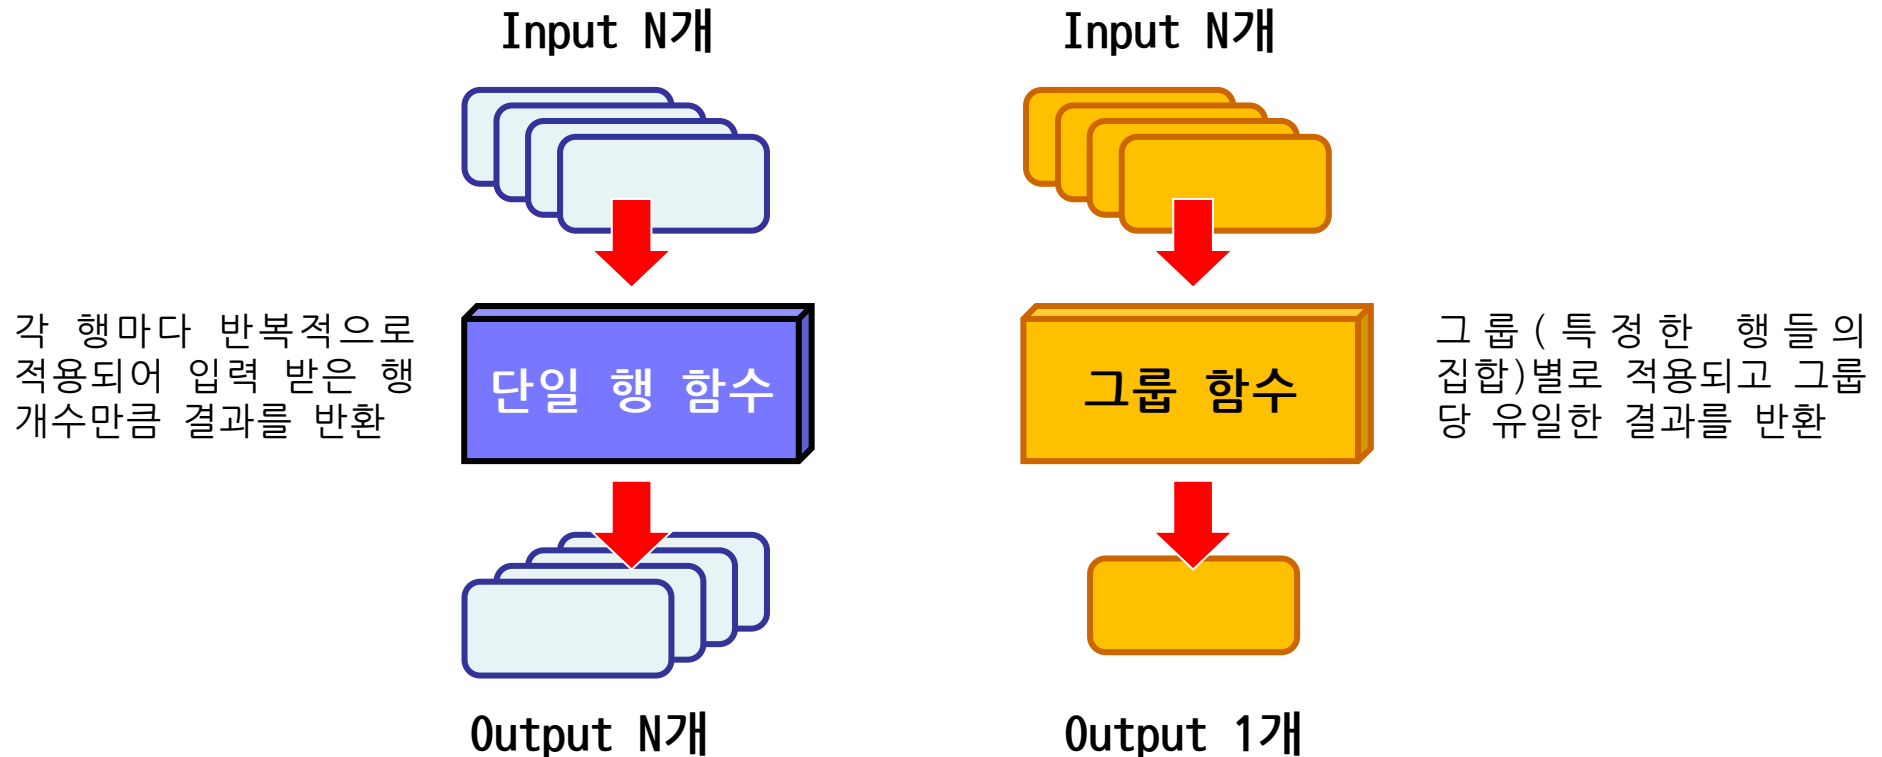 Input N개
Input N개
각 행마다 반복적으로
적용되어 입력 받은 행
개수만큼 결과를 반환
단일 행 함수
그룹 함수
그룹(특정한 행들의
집합)별로 적용되고 그룹
당 유일한 결과를 반환
Output N개
Output 1개